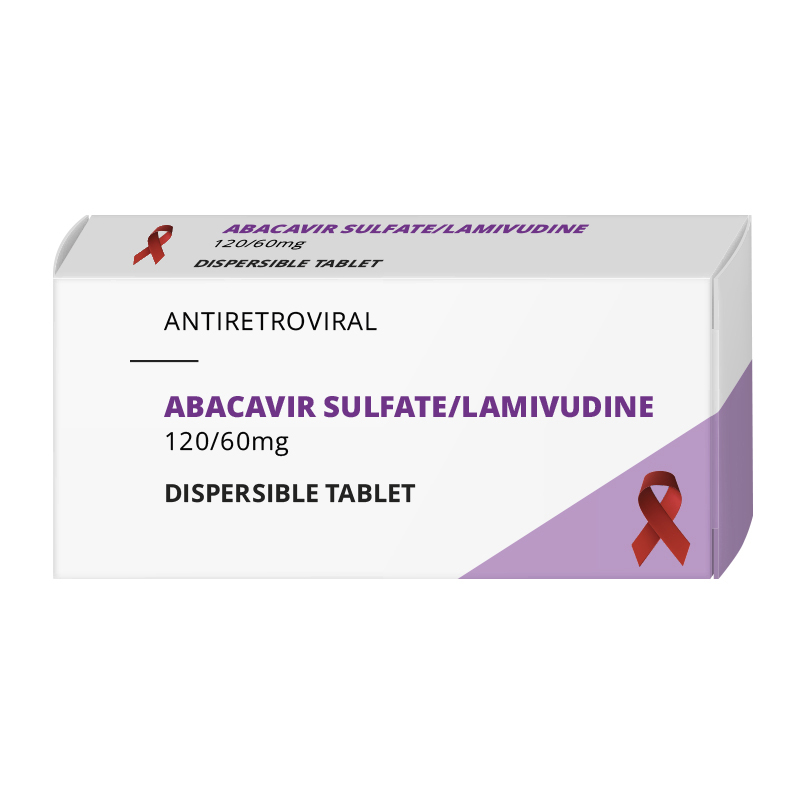 ABACAVIR SULFATE/LAMIVUDINE
120/60mg
DISPERSIBLE TABLET
ANTIRETROVIRAL
ABACAVIR SULFATE/LAMIVUDINE
120/60mg
DISPERSIBLE TABLET